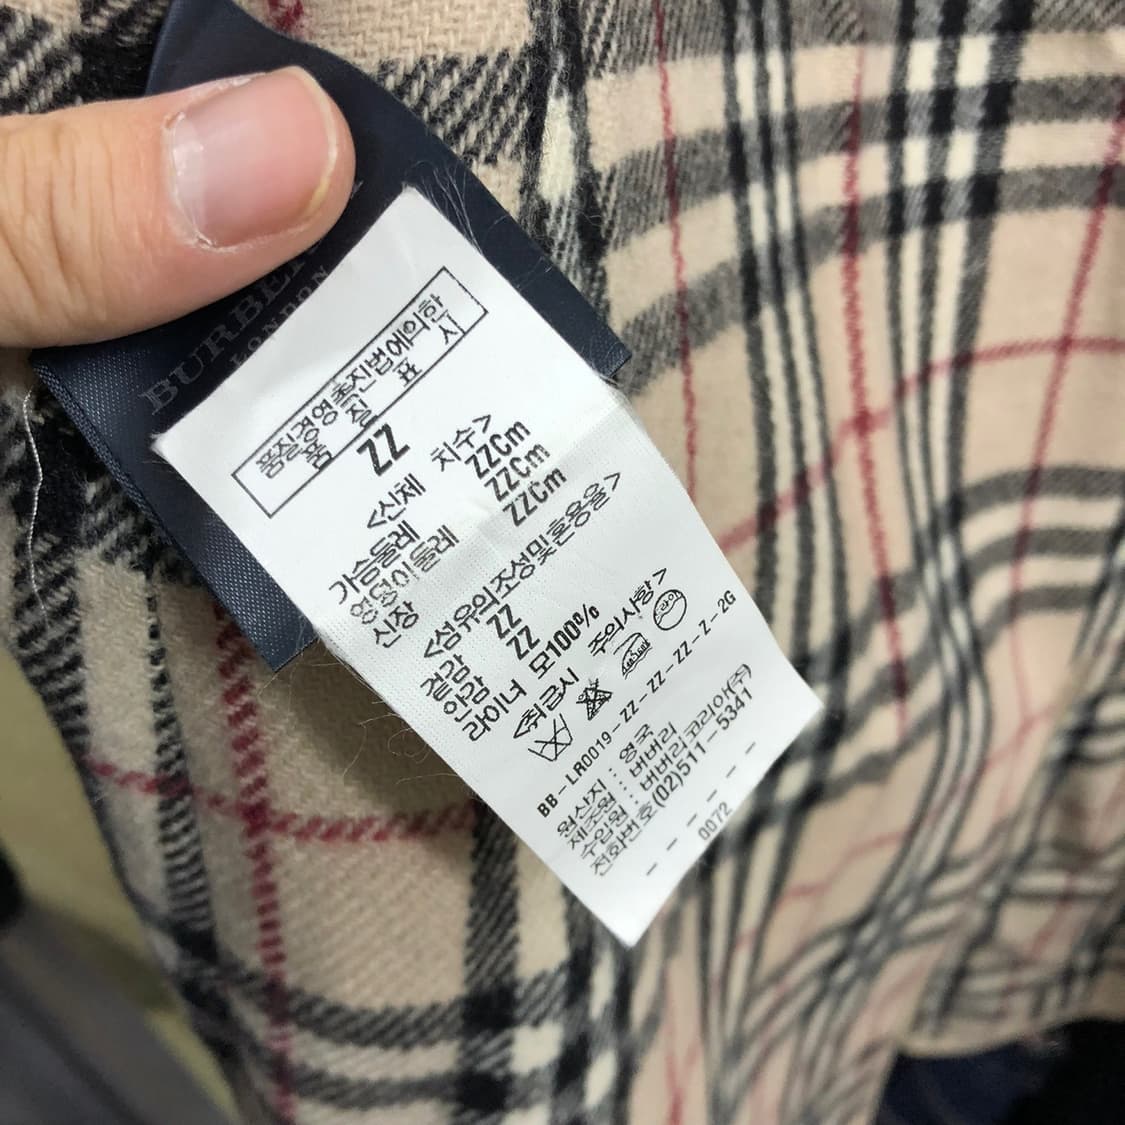 BURBERRY
LONDON
품질경영촉진법에의한
품 질 표 시
ZZ
<신체 치수>
가슴둘레 ZZCm
엉덩이둘레 ZZCm
신장 ZZCm
<섬유의조성및혼용율>
겉감 ZZ
안감 ZZ
라이너 모100%
<취급시 주의사항>
BB-LR0019-ZZ-ZZ-ZZ-Z-2G
원산지 : 영국
제조원 : 버버리
수입원 : 버버리코리아(주)
전화번호(02)511-5341
0072